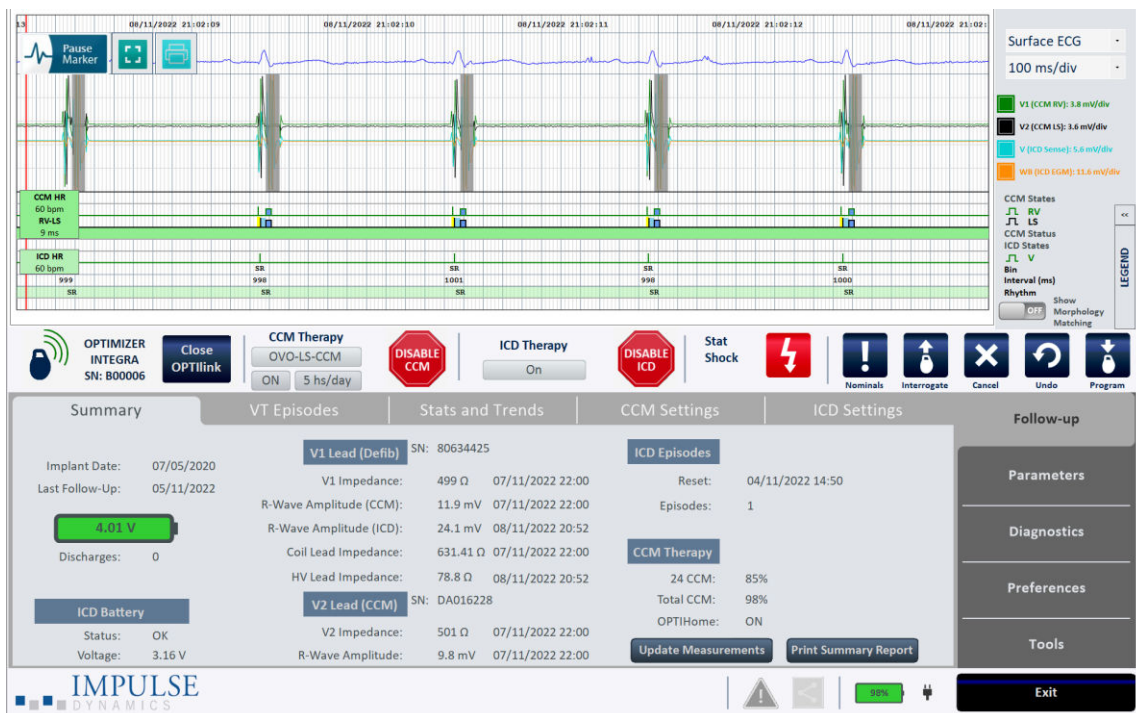 13
08/11/2022 21:02:09
08/11/2022 21:02:10
08/11/2022 21:02:11
08/11/2022 21:02:12
08/11/2022 21:02:
Pause
Marker
Surface ECG
100 ms/div
V1 (CCM RV): 3.8 mV/div
V2 (CCM LS): 3.6 mV/div
V (ICD Sense): 5.6 mV/div
WB (ICD EGM): 11.6 mV/div
CCM HR
60 bpm
RV-LS
9 ms
ICD HR
60 bpm
SR SR SR SR
999 998 1001 990 1000
SR SR SR SR SR
CCM States
RV
LS
CCM Status
ICD States
V
Bin
Interval (ms)
Rhythm
OFF
Show
Morphology
Matching
<<
LEGEND
OPTIMIZER
INTEGRA
SN: B00006
Close
OPTIlink
CCM Therapy
OVO-LS-CCM
ON 5 hs/day
DISABLE
CCM
ICD Therapy
On
DISABLE
ICD
Stat
Shock
Nominals
Interrogate
Cancel
Undo
Program
Summary VT Episodes Stats and Trends CCM Settings ICD Settings
Follow-up
Parameters
Diagnostics
Preferences
Tools
Exit
Implant Date: 07/05/2020
Last Follow-Up: 05/11/2022
4.01 V
Discharges: 0
ICD Battery
Status: OK
Voltage: 3.16 V
V1 Lead (Defib) SN: 80634425
V1 Impedance: 499 Ω 07/11/2022 22:00
R-Wave Amplitude (CCM): 11.9 mV 07/11/2022 22:00
R-Wave Amplitude (ICD): 24.1 mV 08/11/2022 20:52
Coil Lead Impedance: 631.41 Ω 07/11/2022 22:00
HV Lead Impedance: 78.8 Ω 08/11/2022 20:52
V2 Lead (CCM) SN: DA016228
V2 Impedance: 501 Ω 07/11/2022 22:00
R-Wave Amplitude: 9.8 mV 07/11/2022 22:00
ICD Episodes
Reset: 04/11/2022 14:50
Episodes: 1
CCM Therapy
24 CCM: 85%
Total CCM: 98%
OPTIHome: ON
Update Measurements
Print Summary Report
IMPULSE
DYNAMICS
98%